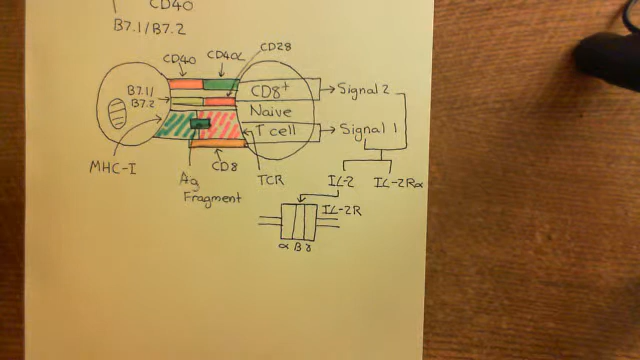 CD40
B7.1/B7.2
CD40 CD40L CD28
B7.1/
B7.2
CD8+
Naive
T cell
Signal 2
Signal 1
MHC-I
Ag
Fragment
CD8
TCR
IL-2 IL-2Rα
IL-2R
α β γ